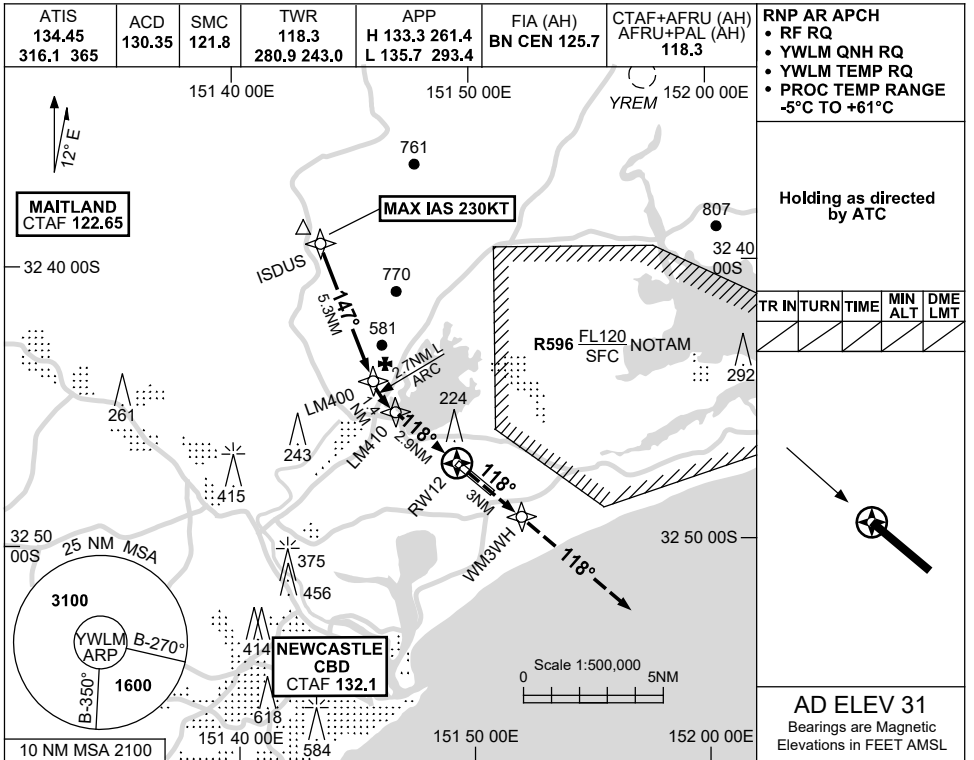 ATIS
134.45
316.1 365
ACD
130.35
SMC
121.8
TWR
118.3
280.9 243.0
APP
H 133.3 261.4
L 135.7 293.4
FIA (AH)
BN CEN 125.7
CTAF+AFRU (AH)
AFRU+PAL (AH)
118.3
RNP AR APCH
• RF RQ
• YWLM QNH RQ
• YWLM TEMP RQ
• PROC TEMP RANGE
-5°C TO +61°C
151 40 00E
151 50 00E
152 00 00E
YREM
12° E
761
MAITLAND
CTAF 122.65
MAX IAS 230KT
807
Holding as directed
by ATC
ISDUS
32 40 00S
32 40
00S
770
147°
5.3NM
581
TR IN
TURN
TIME
MIN
ALT
DME
LMT
R596 FL120
SFC NOTAM
2.7NM L
ARC
292
LM400
1.4
NM
261
224
243
LM410
118°
2.9NM
415
RW12
118°
3NM
32 50
00S
32 50 00S
WM3WH
118°
25 NM MSA
375
456
3100
YWLM
ARP
B-270°
B-350°
1600
414
NEWCASTLE
CBD
CTAF 132.1
Scale 1:500,000
0
5NM
618
584
AD ELEV 31
Bearings are Magnetic
Elevations in FEET AMSL
10 NM MSA 2100
151 40 00E
151 50 00E
152 00 00E